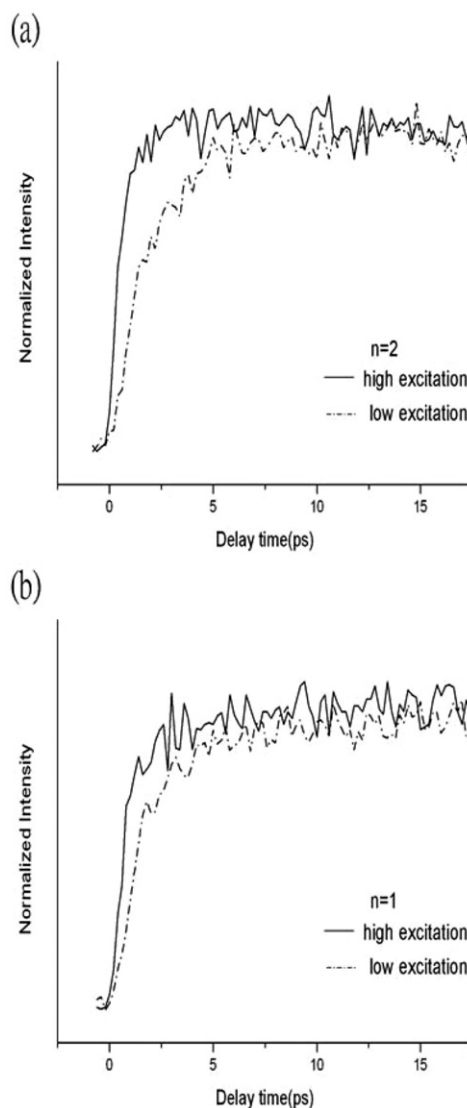 (a)
Normalized Intensity
n=2
high excitation
low excitation
0 5 10 15
Delay time(ps)
(b)
Normalized Intensity
n=1
high excitation
low excitation
0 5 10 15
Delay time(ps)